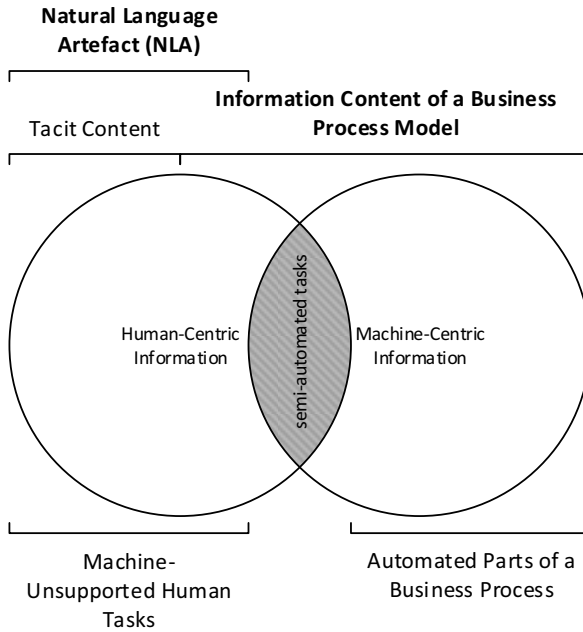 Natural Language
Artefact (NLA)
Information Content of a Business
Process Model
Tacit Content
Human-Centric
Information
semi-automated tasks
Machine-Centric
Information
Machine-
Unsupported Human
Tasks
Automated Parts of a
Business Process